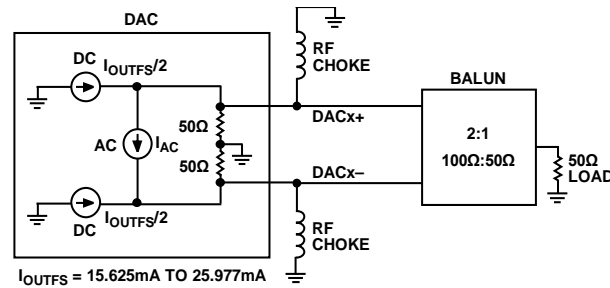 DAC
DC
I_OUTFS/2
RF
CHOKE
BALUN
50Ω
AC
I_AC
50Ω
DACx+
2:1
100Ω:50Ω
50Ω
LOAD
DACx–
I_OUTFS/2
DC
RF
CHOKE
I_OUTFS = 15.625mA TO 25.977mA